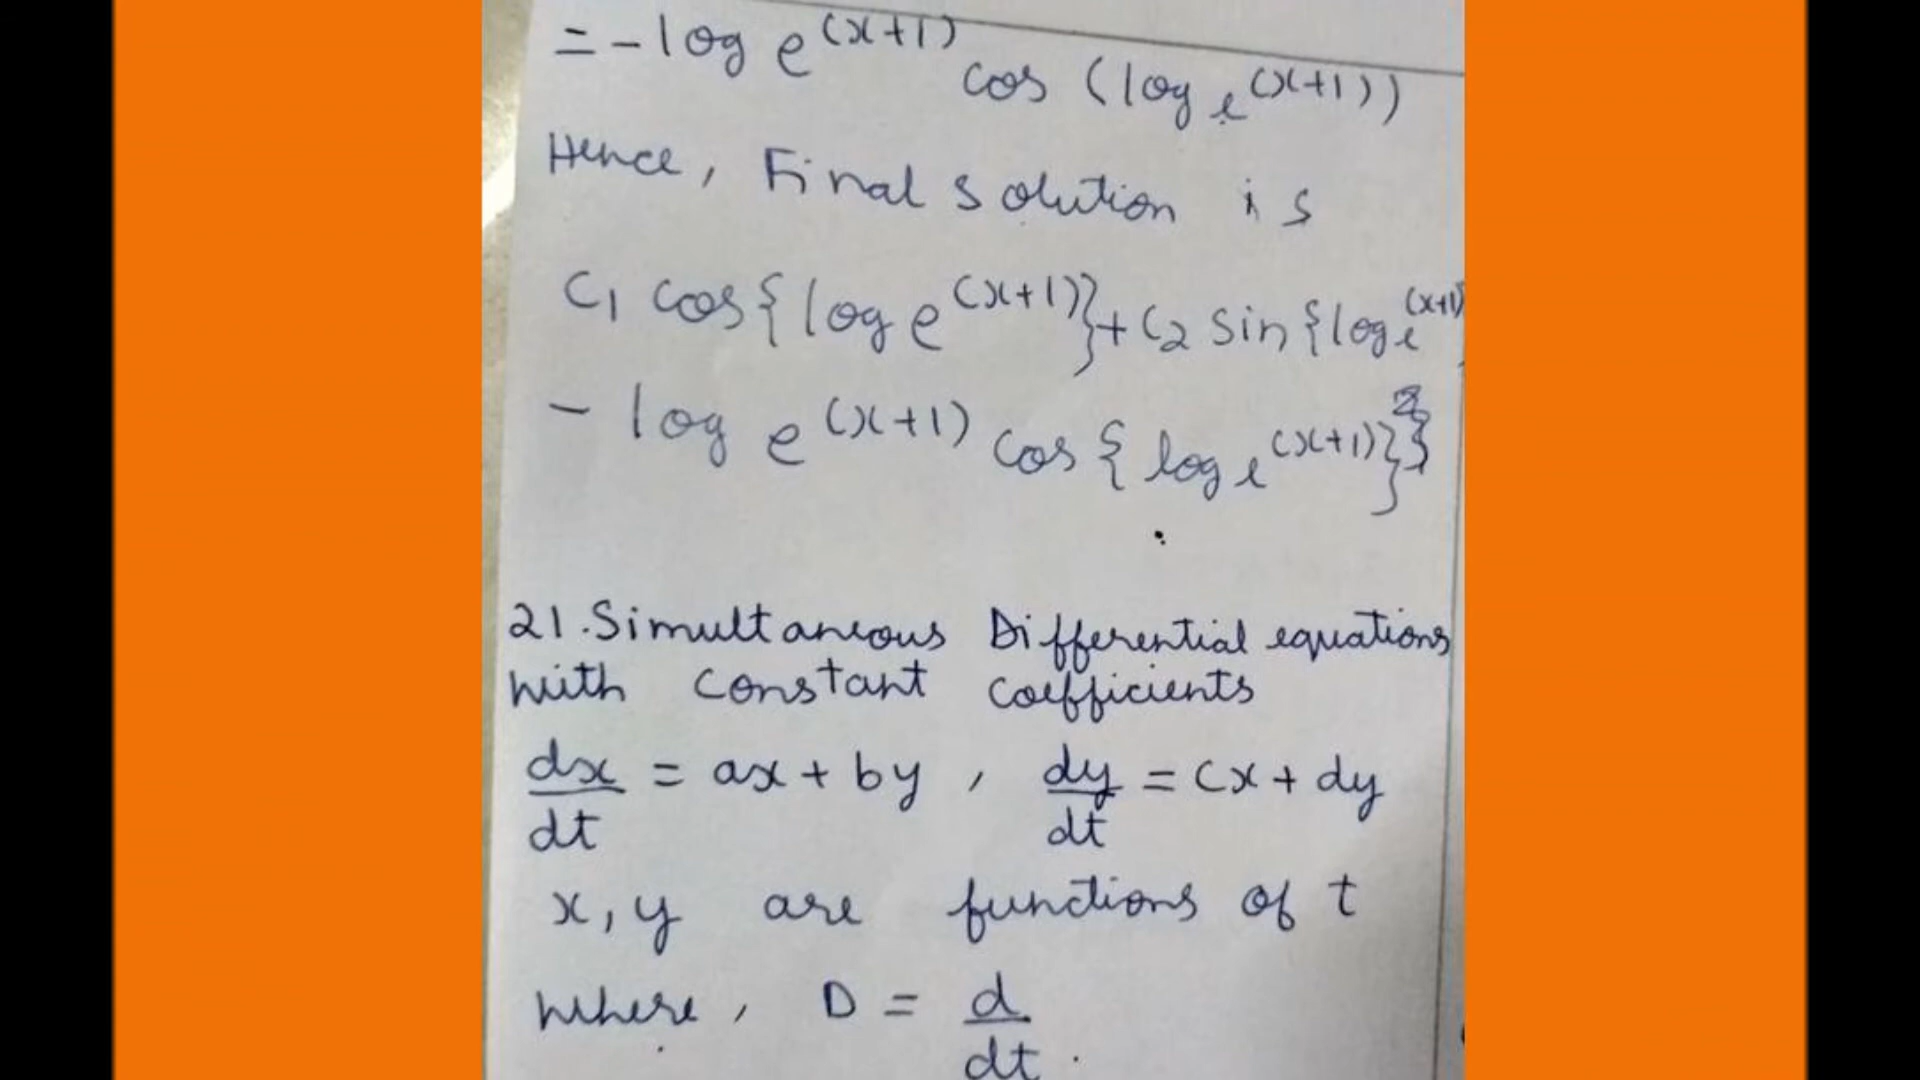 = - log e^(x+1) cos (log e^(x+1))
Hence, Final solution is
C1 cos{log e^(x+1)} + C2 sin{log e^(x+1)
- log e^(x+1) cos{log e^(x+1)}}
21. Simultaneous Differential equations
with constant coefficients
dx/dt = ax + by , dy/dt = cx + dy
x, y are functions of t
where, D = d/dt .